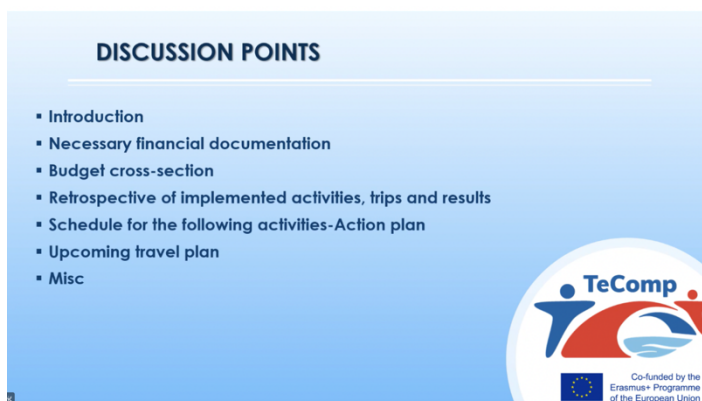 DISCUSSION POINTS
▪ Introduction
▪ Necessary financial documentation
▪ Budget cross-section
▪ Retrospective of implemented activities, trips and results
▪ Schedule for the following activities-Action plan
▪ Upcoming travel plan
▪ Misc
TeComp
Co-funded by the
Erasmus+ Programme
of the European Union